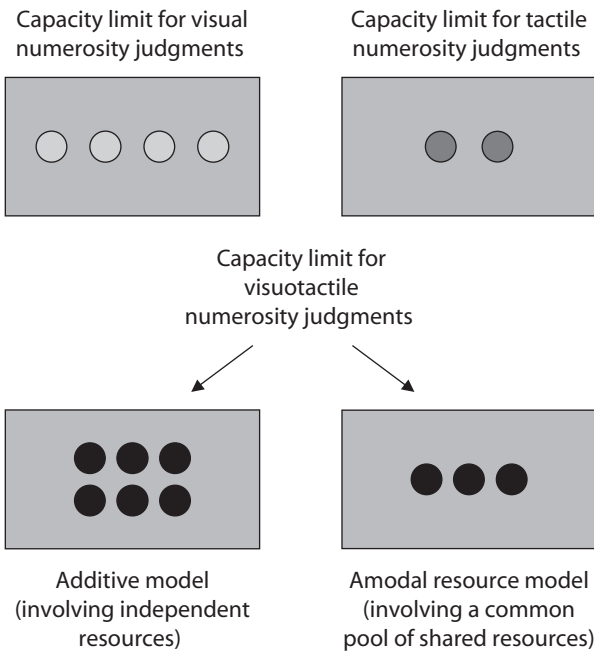 Capacity limit for visual
numerosity judgments
Capacity limit for tactile
numerosity judgments
Capacity limit for
visuotactile
numerosity judgments
Additive model
(involving independent
resources)
Amodal resource model
(involving a common
pool of shared resources)